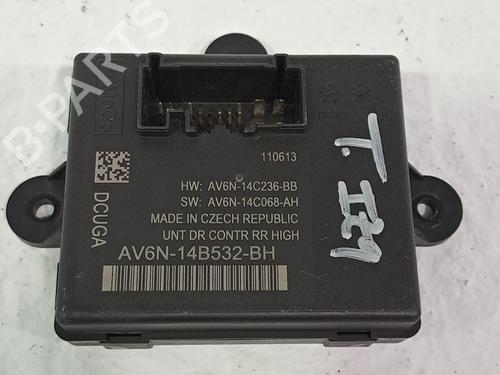 B-PARTS
110613
HW: AV6N-14C236-BB
SW: AV6N-14C068-AH
MADE IN CZECH REPUBLIC
UNT DR CONTR RR HIGH
AV6N-14B532-BH
DCUGA